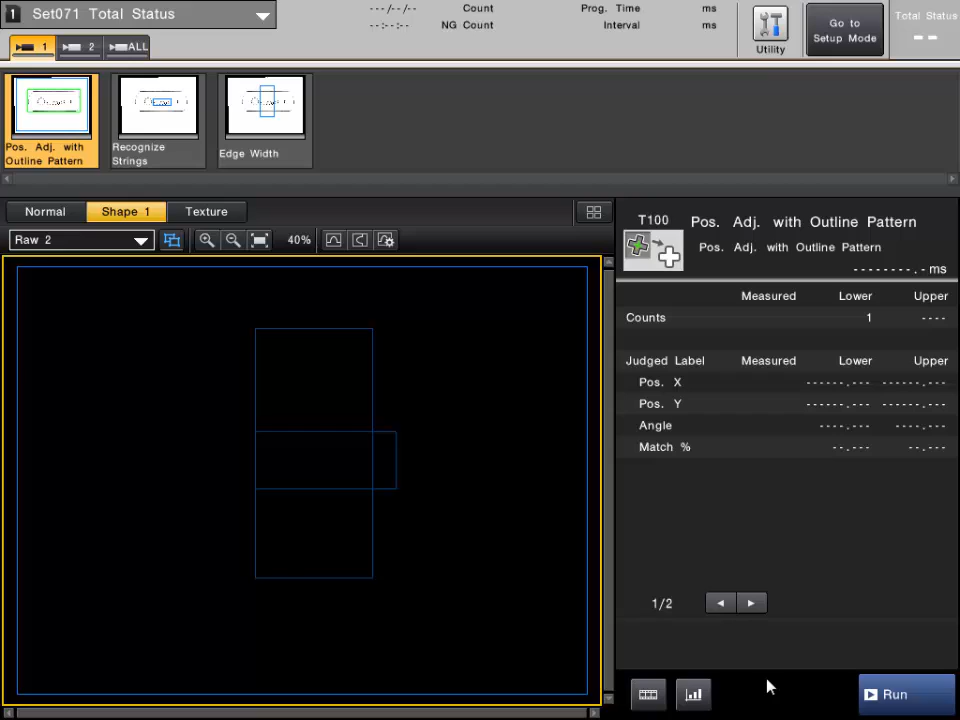 1 Set071 Total Status
---/--/-- Count Prog. Time ms
--:--:-- NG Count Interval ms
Utility
Go to
Setup Mode
Total Status
--
1 2 ALL
Pos. Adj. with
Outline Pattern
Recognize
Strings
Edge Width
Normal Shape 1 Texture
Raw 2 40%
T100 Pos. Adj. with Outline Pattern
Pos. Adj. with Outline Pattern
--------.- ms
Measured Lower Upper
Counts 1 ----
Judged Label Measured Lower Upper
Pos. X ------.--- ------.---
Pos. Y ------.--- ------.---
Angle ----.--- ----.---
Match % --.--- --.---
1/2
Run